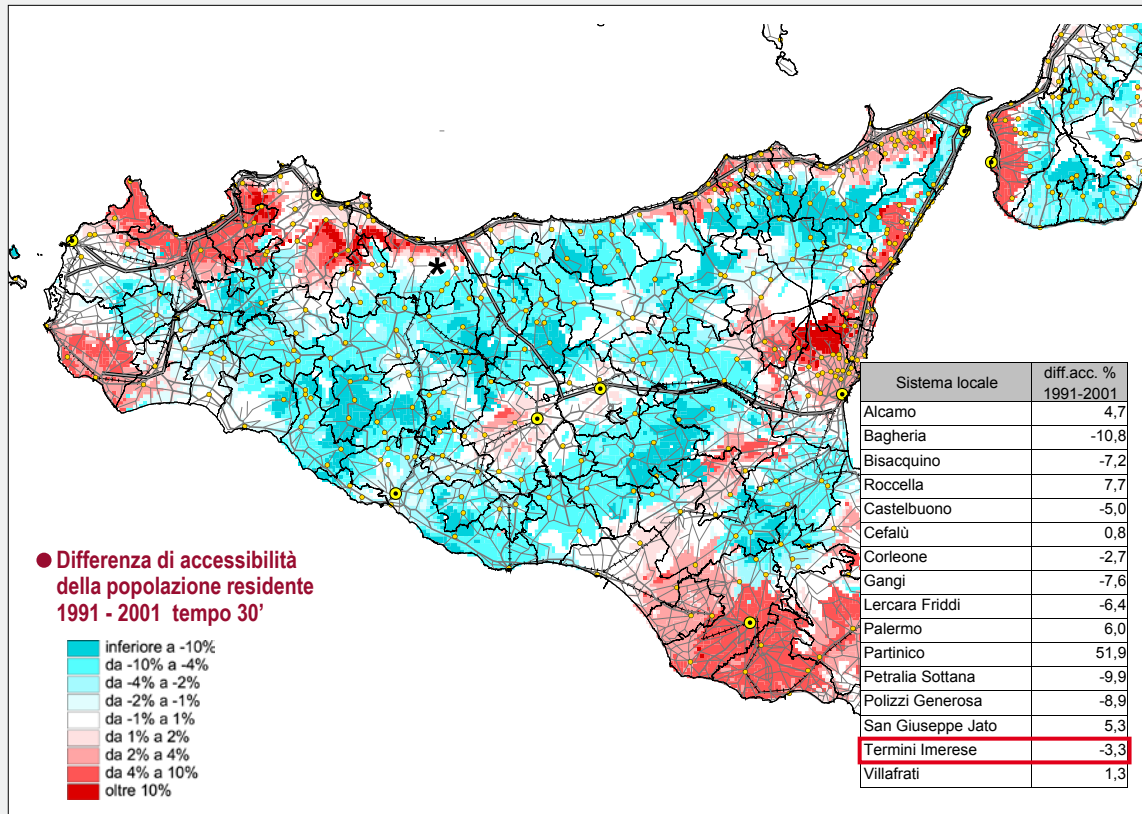 *
● Differenza di accessibilità
della popolazione residente
1991 - 2001 tempo 30'
inferiore a -10%
da -10% a -4%
da -4% a -2%
da -2% a -1%
da -1% a 1%
da 1% a 2%
da 2% a 4%
da 4% a 10%
oltre 10%
Sistema locale diff.acc. %
1991-2001
Alcamo 4,7
Bagheria -10,8
Bisacquino -7,2
Roccella 7,7
Castelbuono -5,0
Cefalù 0,8
Corleone -2,7
Gangi -7,6
Lercara Friddi -6,4
Palermo 6,0
Partinico 51,9
Petralia Sottana -9,9
Polizzi Generosa -8,9
San Giuseppe Jato 5,3
Termini Imerese -3,3
Villafrati 1,3